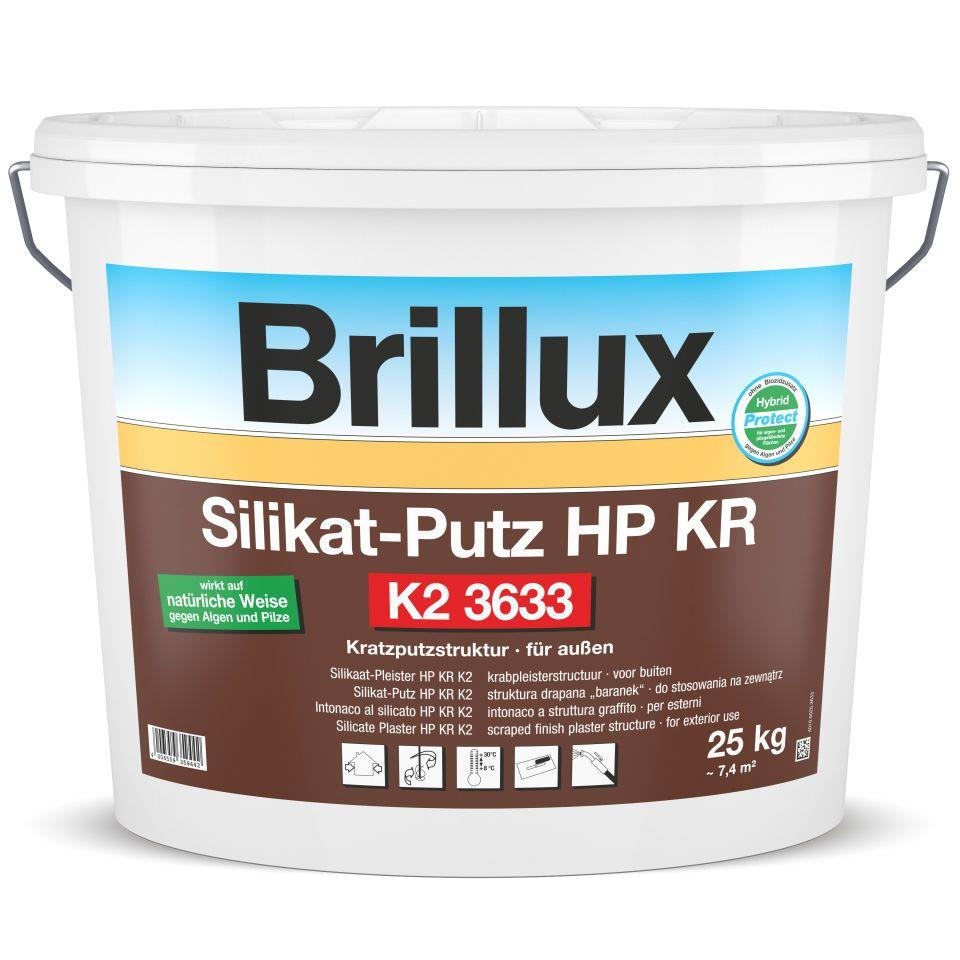 Brillux
ohne Biozidzusatz
Hybrid
Protect
für algen- und
pilzgefährdete
Flächen
gegen Algen und Pilze
Silikat-Putz HP KR
wirkt auf
natürliche Weise
gegen Algen und Pilze
K2 3633
Kratzputzstruktur · für außen
Silikaat-Pleister HP KR K2 krabpleisterstructuur · voor buiten
Silikat-Putz HP KR K2 struktura drapana „baranek“ · do stosowania na zewnątrz
Intonaco al silicato HP KR K2 intonaco a struttura graffito · per esterni
Silicate Plaster HP KR K2 scraped finish plaster structure · for exterior use
+ 30°C
+ 8 °C
25 kg
~ 7,4 m²